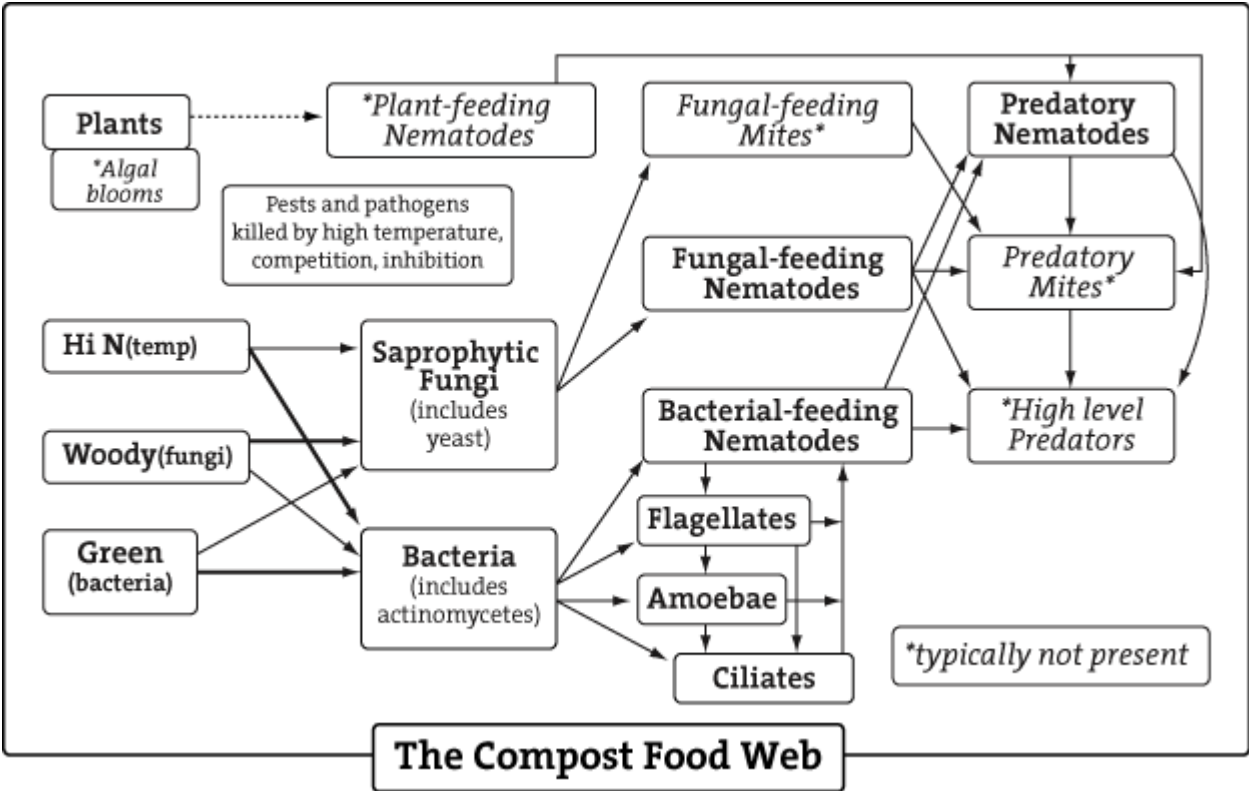 Plants
*Algal
blooms
*Plant-feeding
Nematodes
Pests and pathogens
killed by high temperature,
competition, inhibition
Fungal-feeding
Mites*
Predatory
Nematodes
Fungal-feeding
Nematodes
Predatory
Mites*
Hi N(temp)
Woody(fungi)
Green
(bacteria)
Saprophytic
Fungi
(includes
yeast)
Bacteria
(includes
actinomycetes)
Bacterial-feeding
Nematodes
*High level
Predators
Flagellates
Amoebae
Ciliates
*typically not present
The Compost Food Web